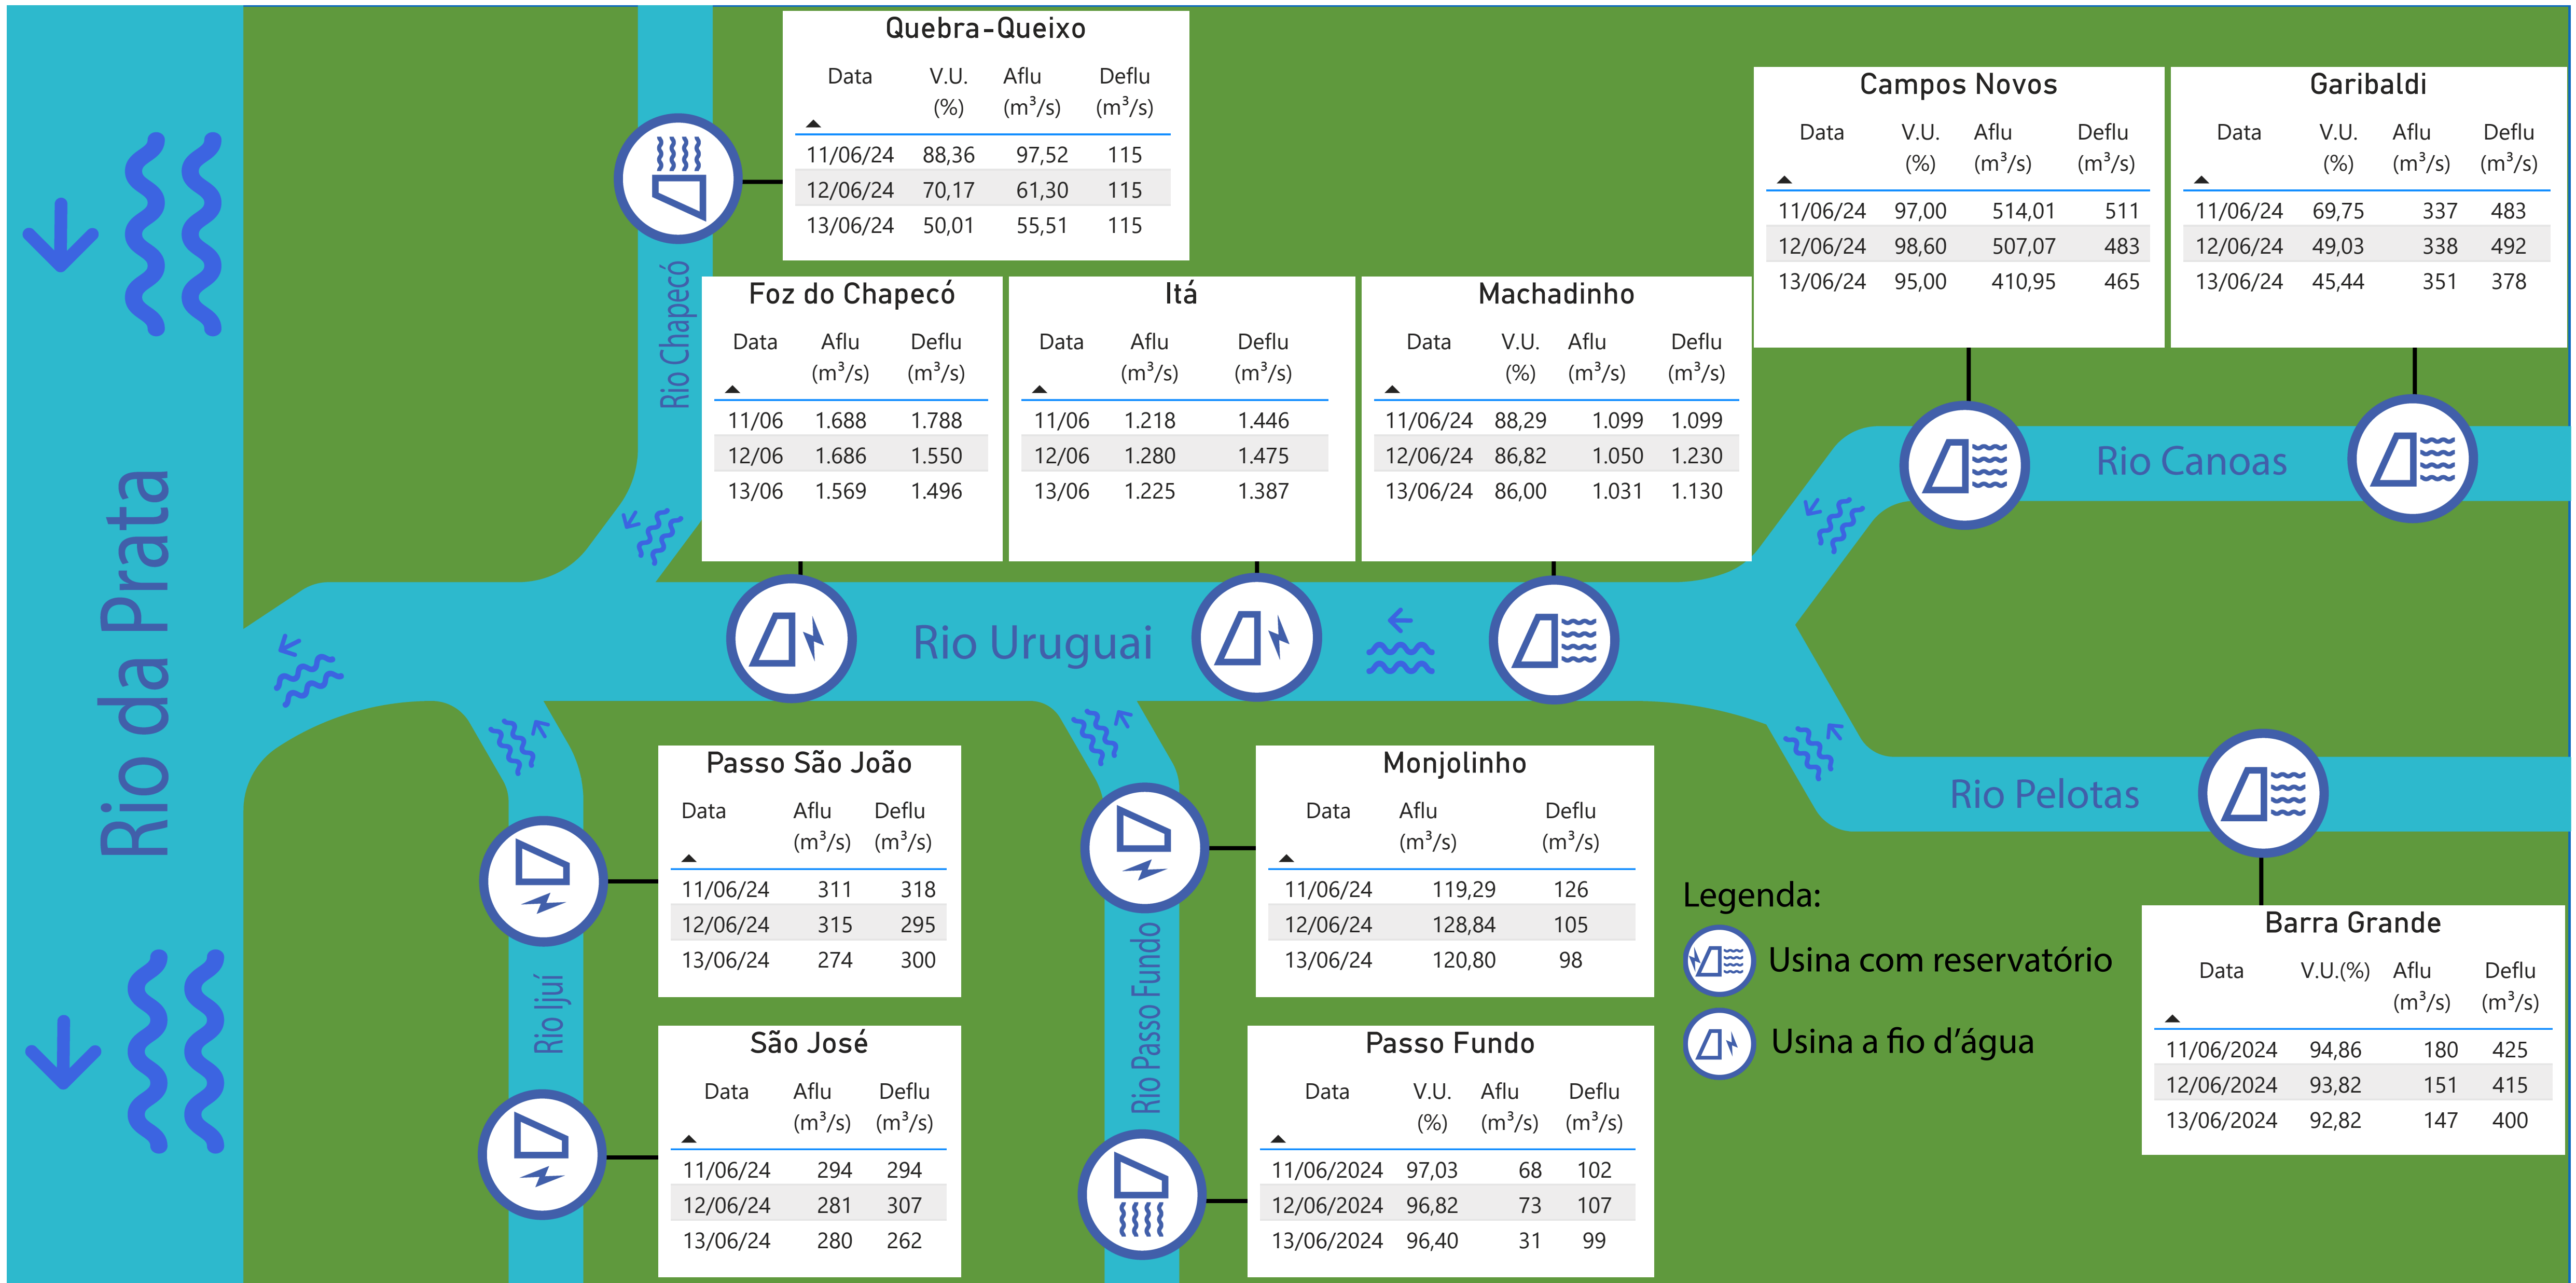 Quebra-Queixo
Data V.U. (%) Aflu (m³/s) Deflu (m³/s)
11/06/24 88,36 97,52 115
12/06/24 70,17 61,30 115
13/06/24 50,01 55,51 115
Campos Novos
Data V.U. (%) Aflu (m³/s) Deflu (m³/s)
11/06/24 97,00 514,01 511
12/06/24 98,60 507,07 483
13/06/24 95,00 410,95 465
Garibaldi
Data V.U. (%) Aflu (m³/s) Deflu (m³/s)
11/06/24 69,75 337 483
12/06/24 49,03 338 492
13/06/24 45,44 351 378
Rio Chapecó
Foz do Chapecó
Data Aflu (m³/s) Deflu (m³/s)
11/06 1.688 1.788
12/06 1.686 1.550
13/06 1.569 1.496
Itá
Data Aflu (m³/s) Deflu (m³/s)
11/06 1.218 1.446
12/06 1.280 1.475
13/06 1.225 1.387
Machadinho
Data V.U. (%) Aflu (m³/s) Deflu (m³/s)
11/06/24 88,29 1.099 1.099
12/06/24 86,82 1.050 1.230
13/06/24 86,00 1.031 1.130
Rio Canoas
Rio da Prata
Rio Uruguai
Rio Pelotas
Passo São João
Data Aflu (m³/s) Deflu (m³/s)
11/06/24 311 318
12/06/24 315 295
13/06/24 274 300
Monjolinho
Data Aflu (m³/s) Deflu (m³/s)
11/06/24 119,29 126
12/06/24 128,84 105
13/06/24 120,80 98
Legenda:
Usina com reservatório
Usina a fio d’água
Barra Grande
Data V.U.(%) Aflu (m³/s) Deflu (m³/s)
11/06/2024 94,86 180 425
12/06/2024 93,82 151 415
13/06/2024 92,82 147 400
Rio Ijuí
São José
Data Aflu (m³/s) Deflu (m³/s)
11/06/24 294 294
12/06/24 281 307
13/06/24 280 262
Rio Passo Fundo
Passo Fundo
Data V.U. (%) Aflu (m³/s) Deflu (m³/s)
11/06/2024 97,03 68 102
12/06/2024 96,82 73 107
13/06/2024 96,40 31 99